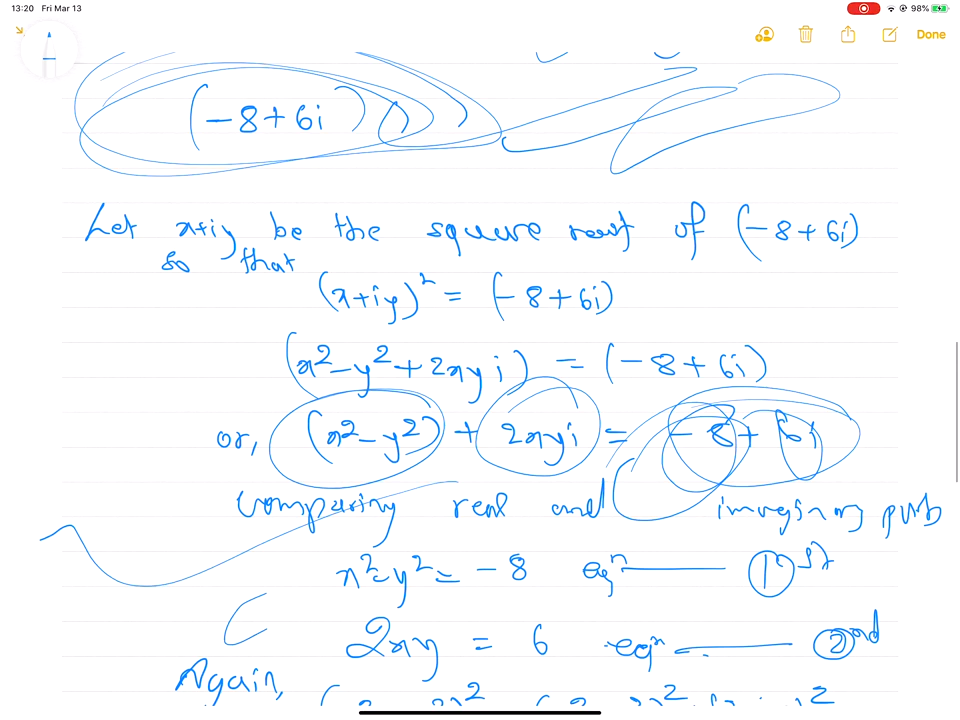 13:20 Fri Mar 13
98%
Done
(-8+6i)
Let x+iy be the square root of (-8+6i)
so that
(x+iy)² = (-8+6i)
(x²-y²+2xyi) = (-8+6i)
or, (x²-y²) + 2xyi = -8+6i
comparing real and imaginary parts
x²-y² = -8 eqⁿ —— 1st
2xy = 6 eqⁿ —— 2nd
Again,